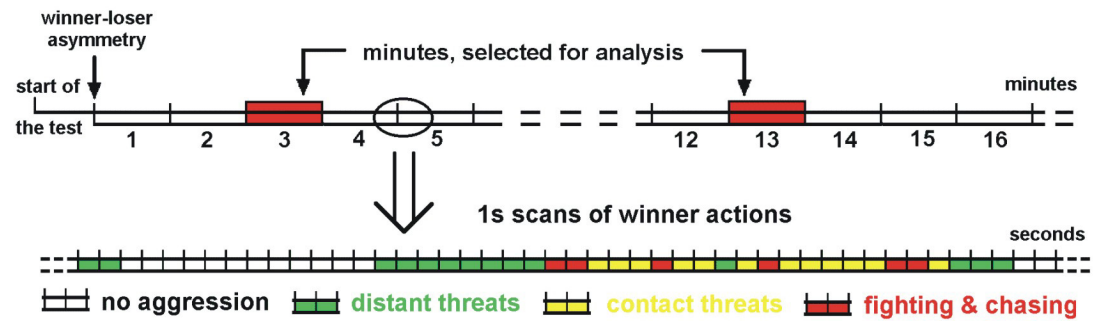 winner-loser
asymmetry
minutes, selected for analysis
start of
minutes
the test
1 2 3 4 5 12 13 14 15 16
1s scans of winner actions
seconds
no aggression distant threats contact threats fighting & chasing